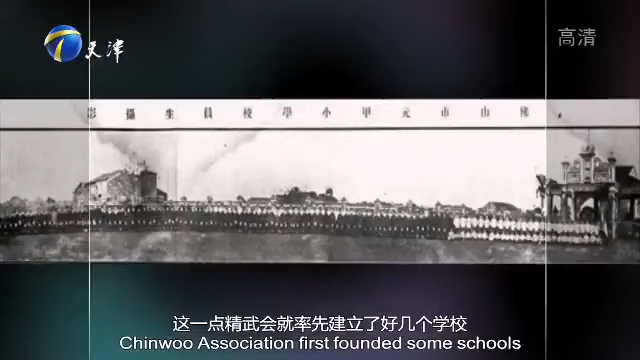 天津
高清
影攝生員校學小甲元市山佛
这一点精武会就率先建立了好几个学校
Chinwoo Association first founded some schools